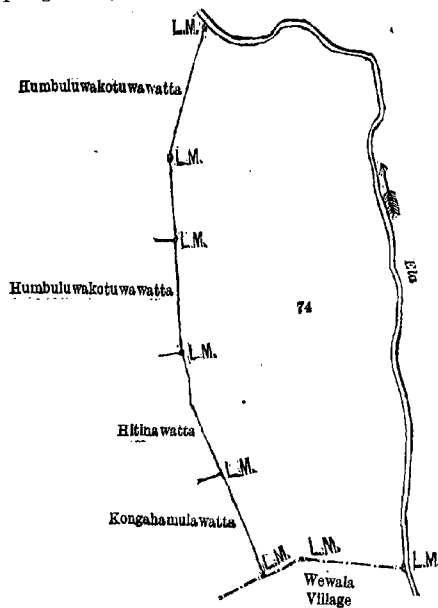 L.M.
Humbuluwakotuwawatta
L.M.
L.M.
Ela
Humbuluwakotuwawatta
74
L.M.
Hitinawatta
L.M.
Kongahamulawatta
L.M.
L.M.
L.M
Wewala
Village